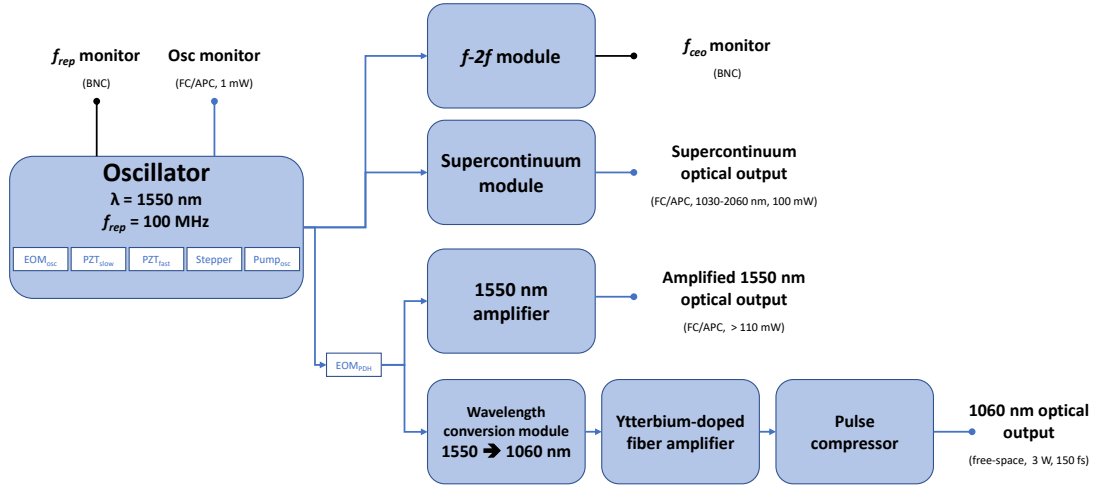 f_rep monitor
(BNC)
Osc monitor
(FC/APC, 1 mW)
Oscillator
λ = 1550 nm
f_rep = 100 MHz
EOM_osc
PZT_slow
PZT_fast
Stepper
Pump_osc
f-2f module
f_ceo monitor
(BNC)
Supercontinuum
module
Supercontinuum
optical output
(FC/APC, 1030-2060 nm, 100 mW)
1550 nm
amplifier
Amplified 1550 nm
optical output
(FC/APC, > 110 mW)
EOM_PDH
Wavelength
conversion module
1550 ➔ 1060 nm
Ytterbium-doped
fiber amplifier
Pulse
compressor
1060 nm optical
output
(free-space, 3 W, 150 fs)